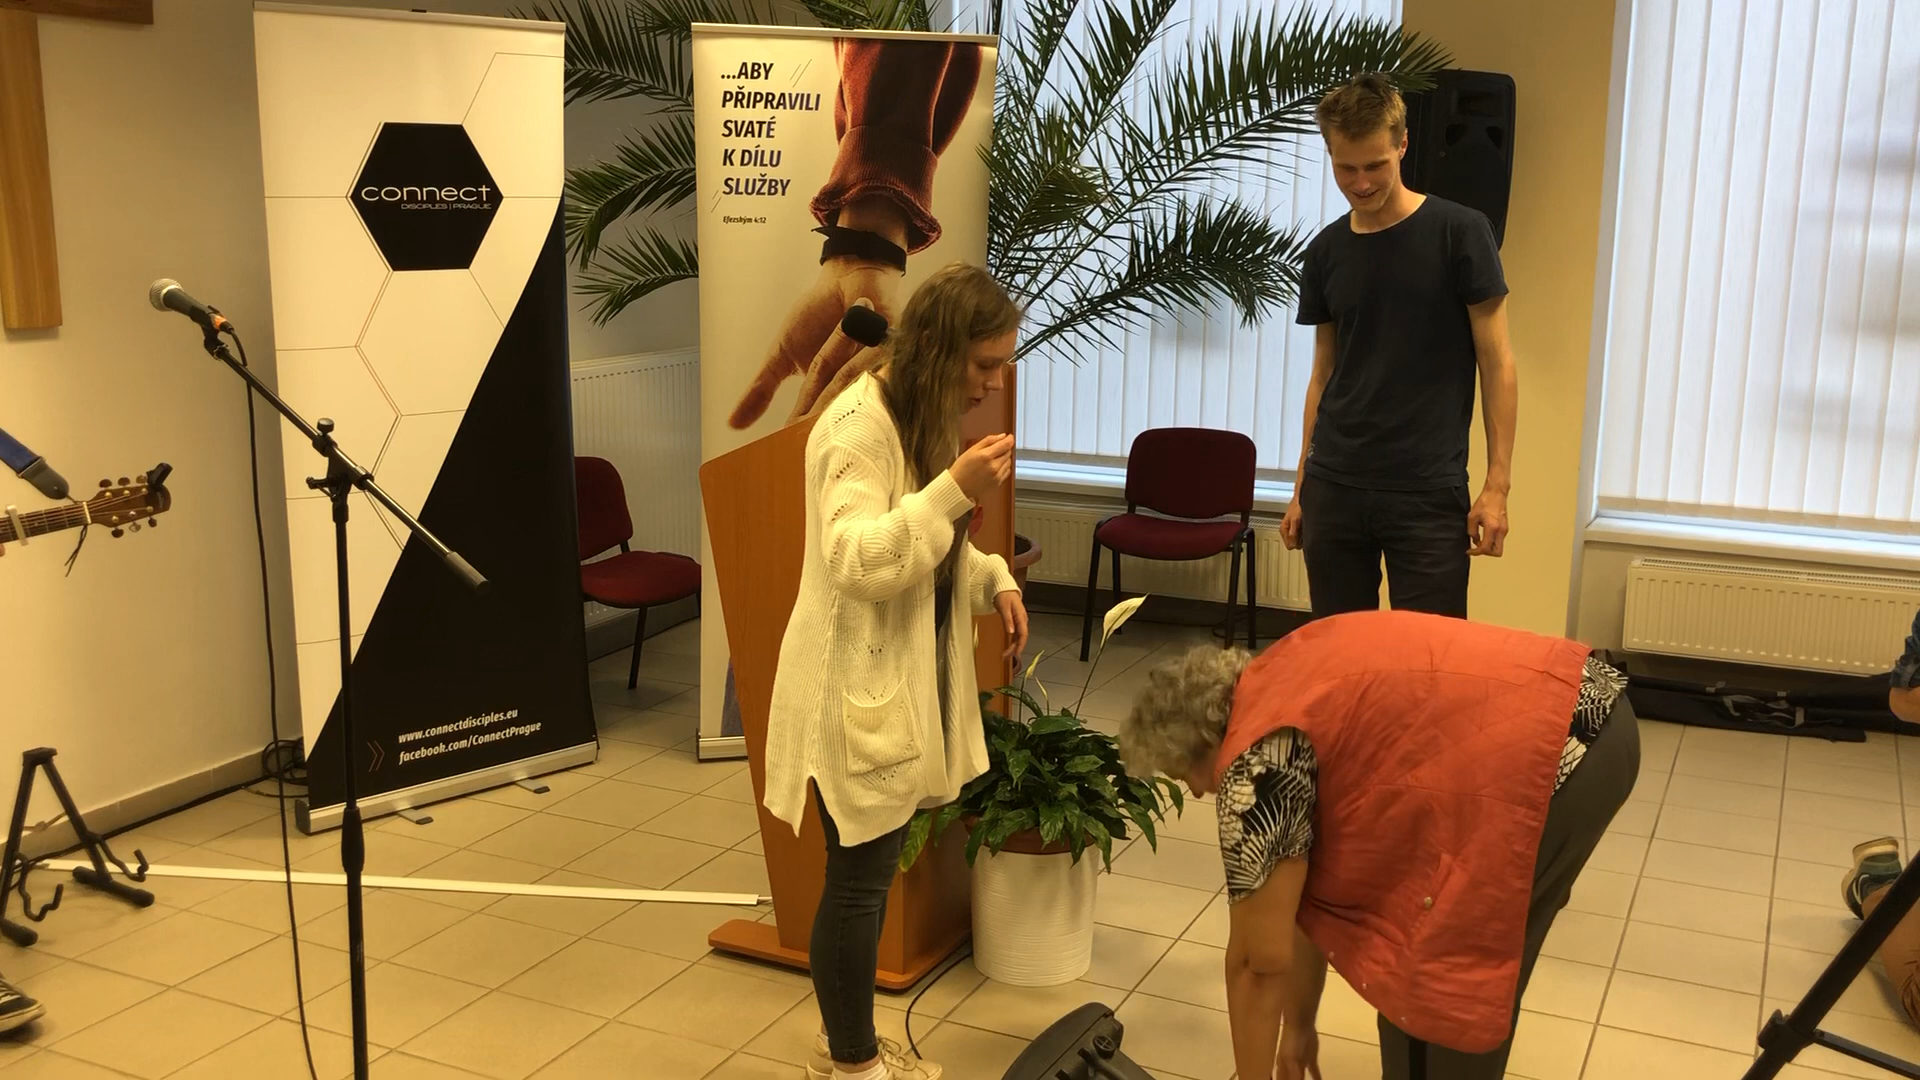 connect
DISCIPLES | PRAGUE
www.connectdisciples.eu
facebook.com/ConnectPrague
...ABY
PŘIPRAVILI
SVATÉ
K DÍLU
SLUŽBY
Efezským 4:12